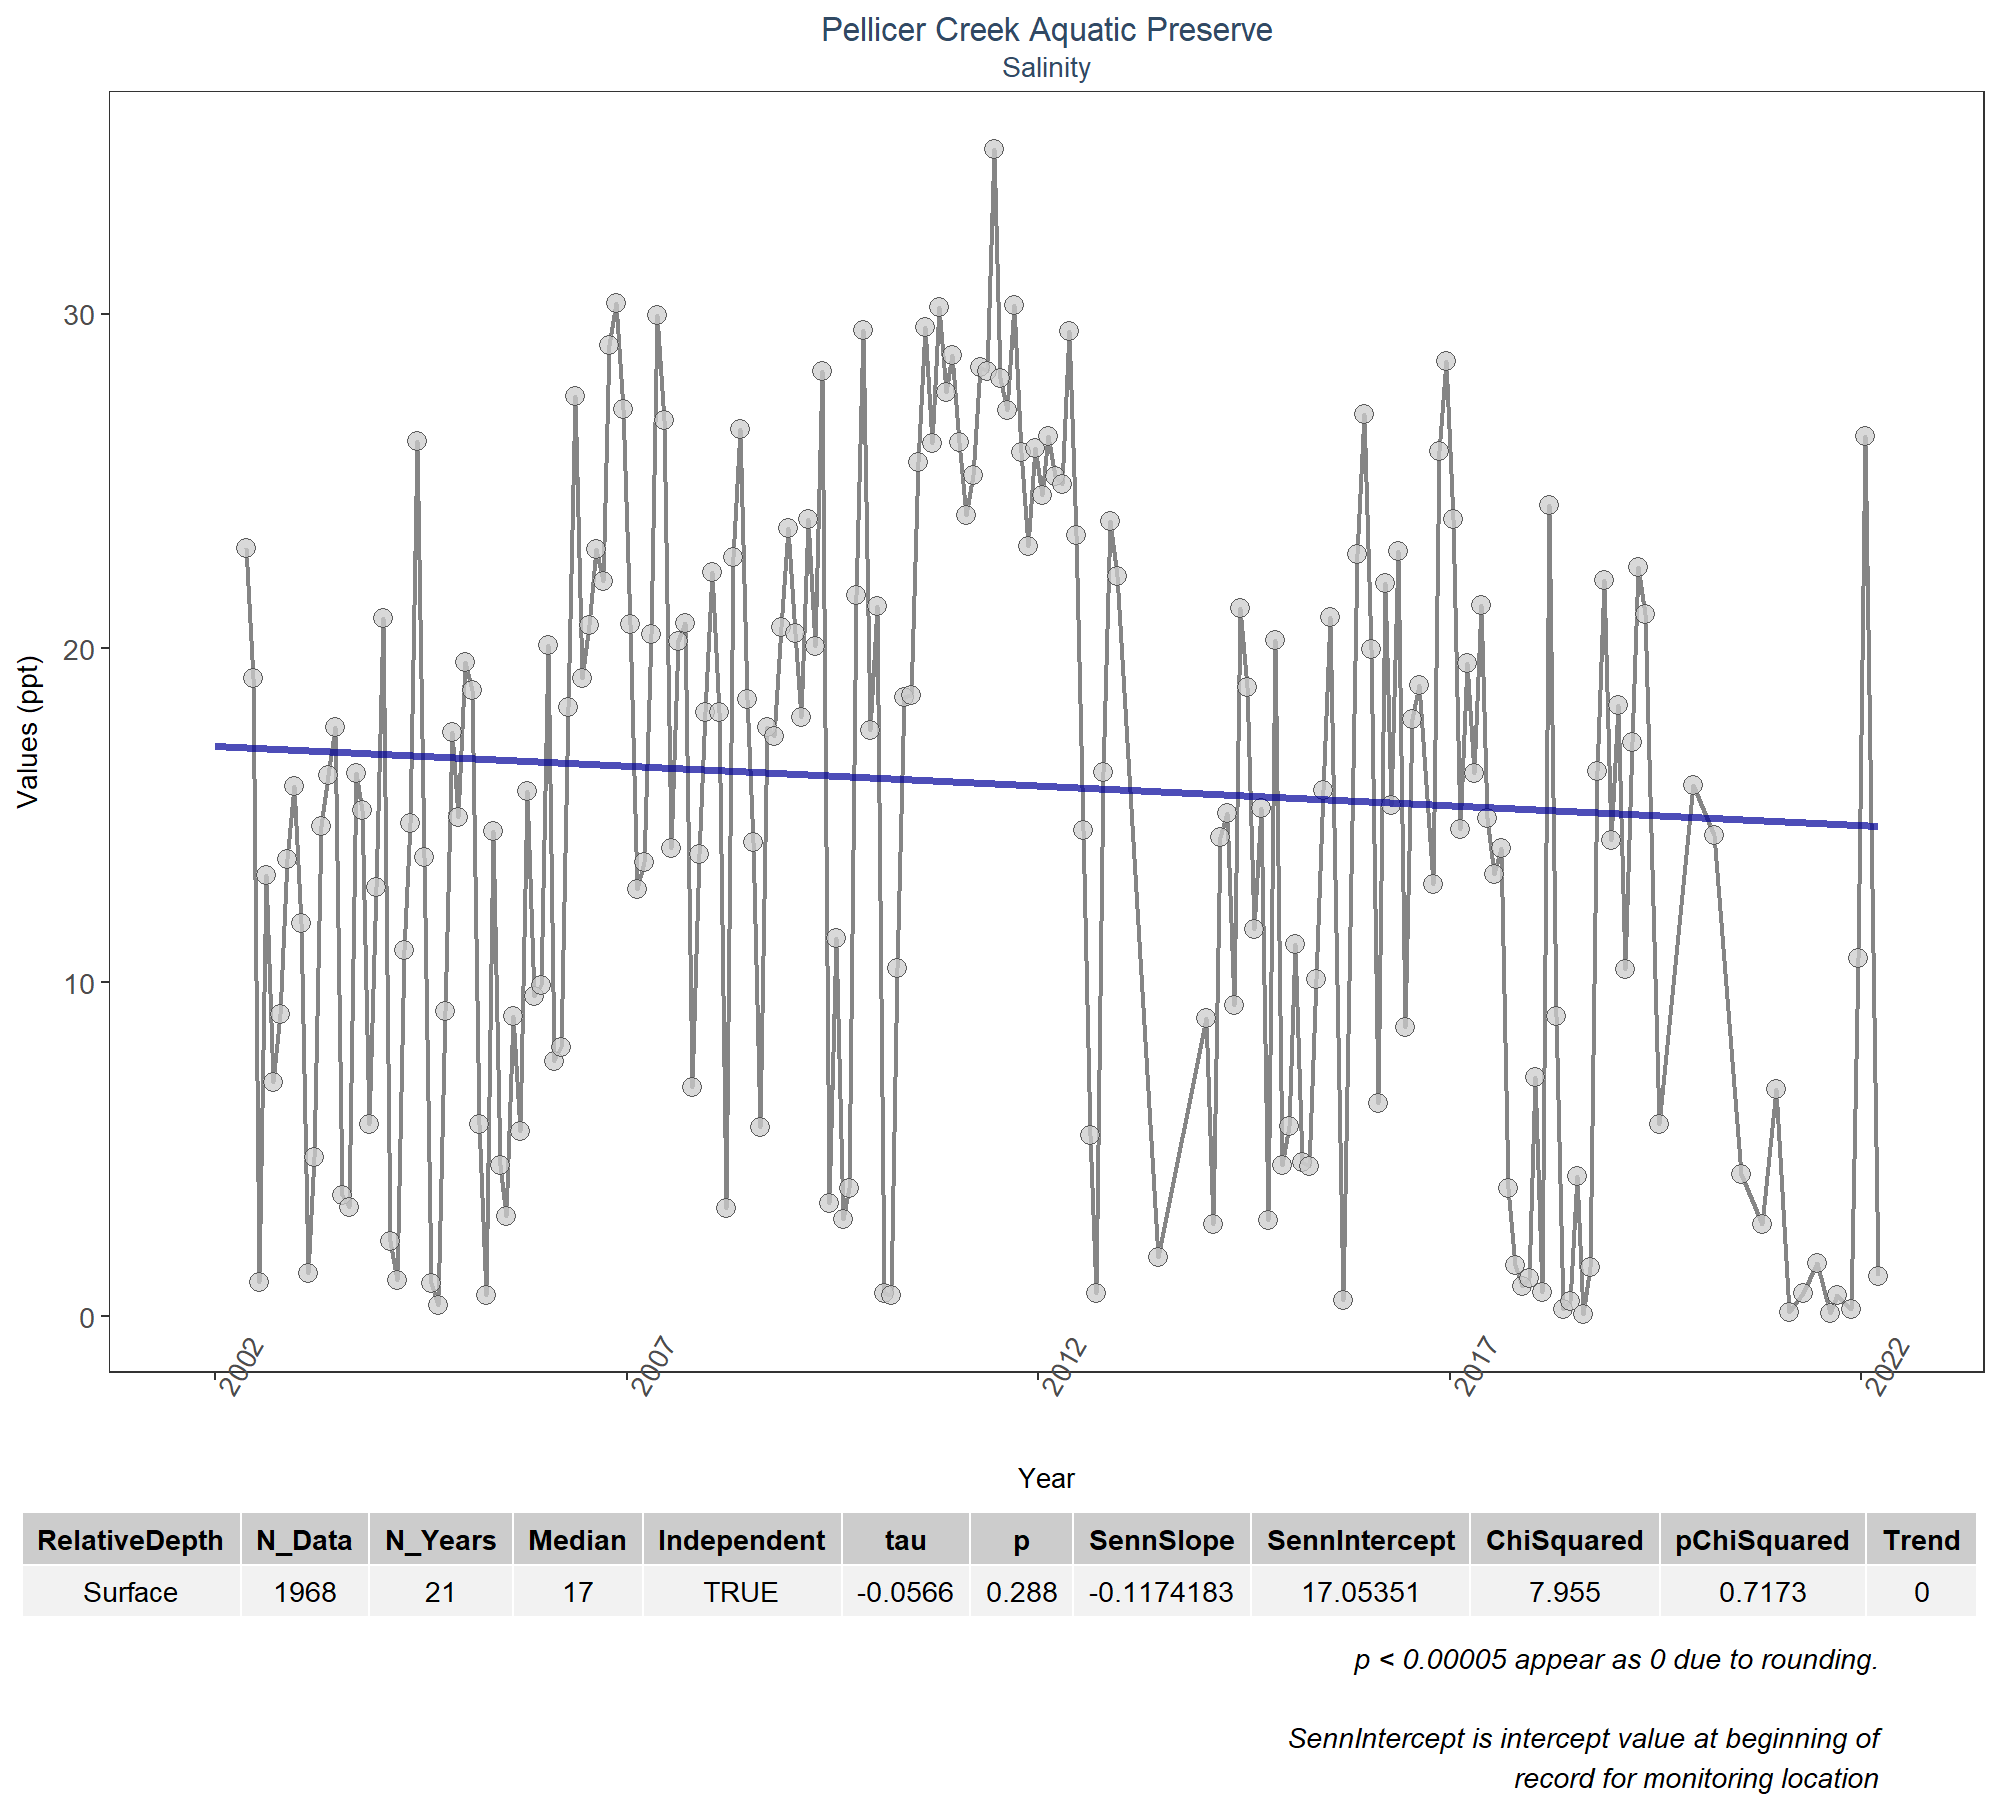 Pellicer Creek Aquatic Preserve
Salinity
Values (ppt)
30
20
10
0
2002 2007 2012 2017 2022
Year
RelativeDepth N_Data N_Years Median Independent tau p SennSlope SennIntercept ChiSquared pChiSquared Trend
Surface 1968 21 17 TRUE -0.0566 0.288 -0.1174183 17.05351 7.955 0.7173 0
p < 0.00005 appear as 0 due to rounding.
SennIntercept is intercept value at beginning of
record for monitoring location